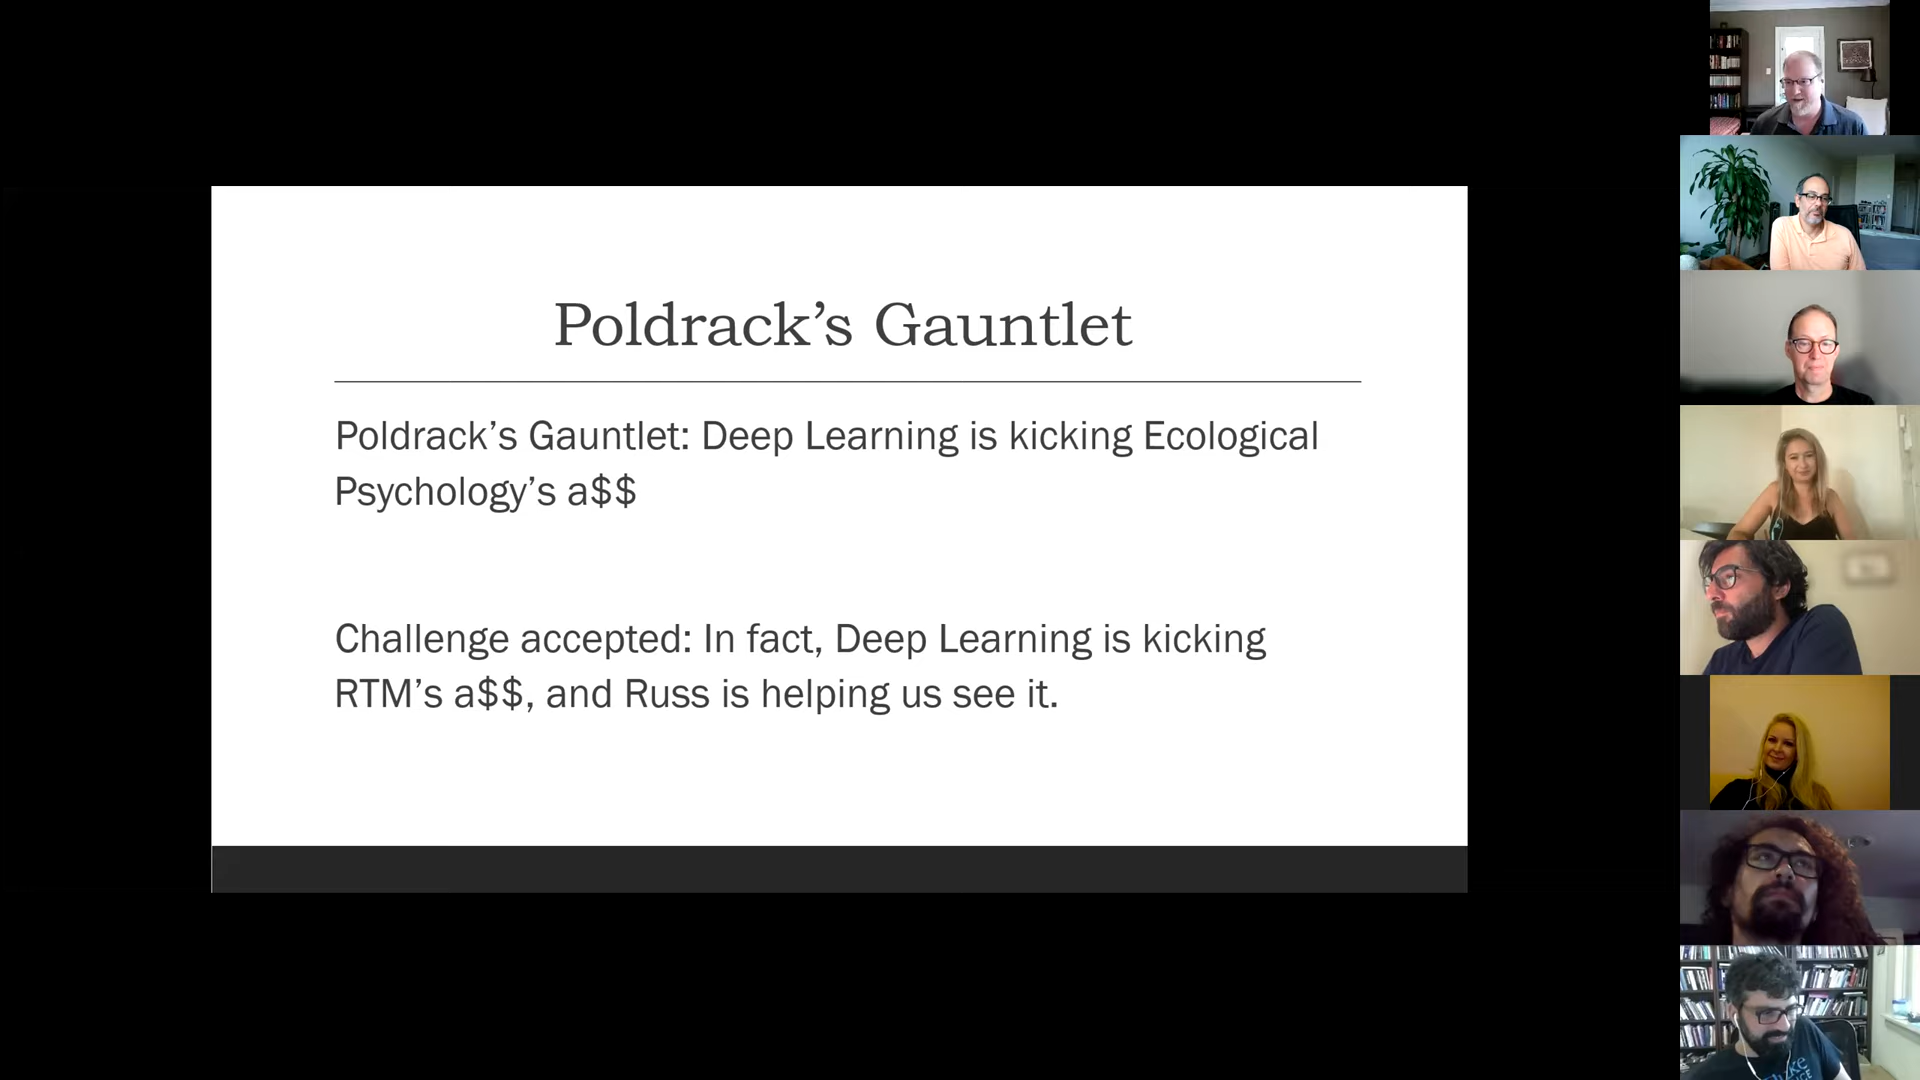 Poldrack’s Gauntlet
Poldrack’s Gauntlet: Deep Learning is kicking Ecological
Psychology’s a$$
Challenge accepted: In fact, Deep Learning is kicking
RTM’s a$$, and Russ is helping us see it.